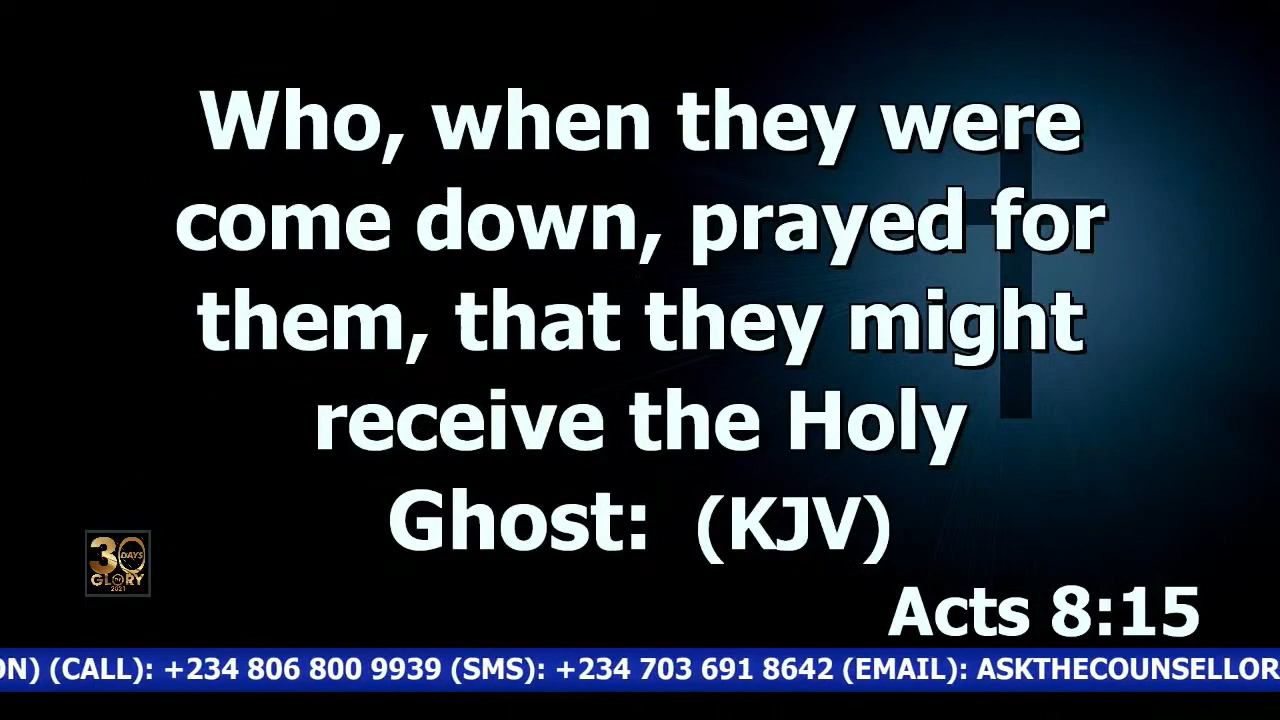 Who, when they were
come down, prayed for
them, that they might
receive the Holy
Ghost: (KJV)
Acts 8:15
30
DAYS
GLORY
2021
ON) (CALL): +234 806 800 9939 (SMS): +234 703 691 8642 (EMAIL): ASKTHECOUNSELLOR